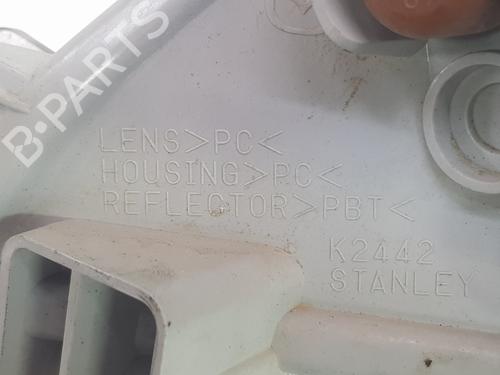 B-PARTS
LENS>PC<
HOUSING>PC<
REFLECTOR>PBT<
K2442
STANLEY